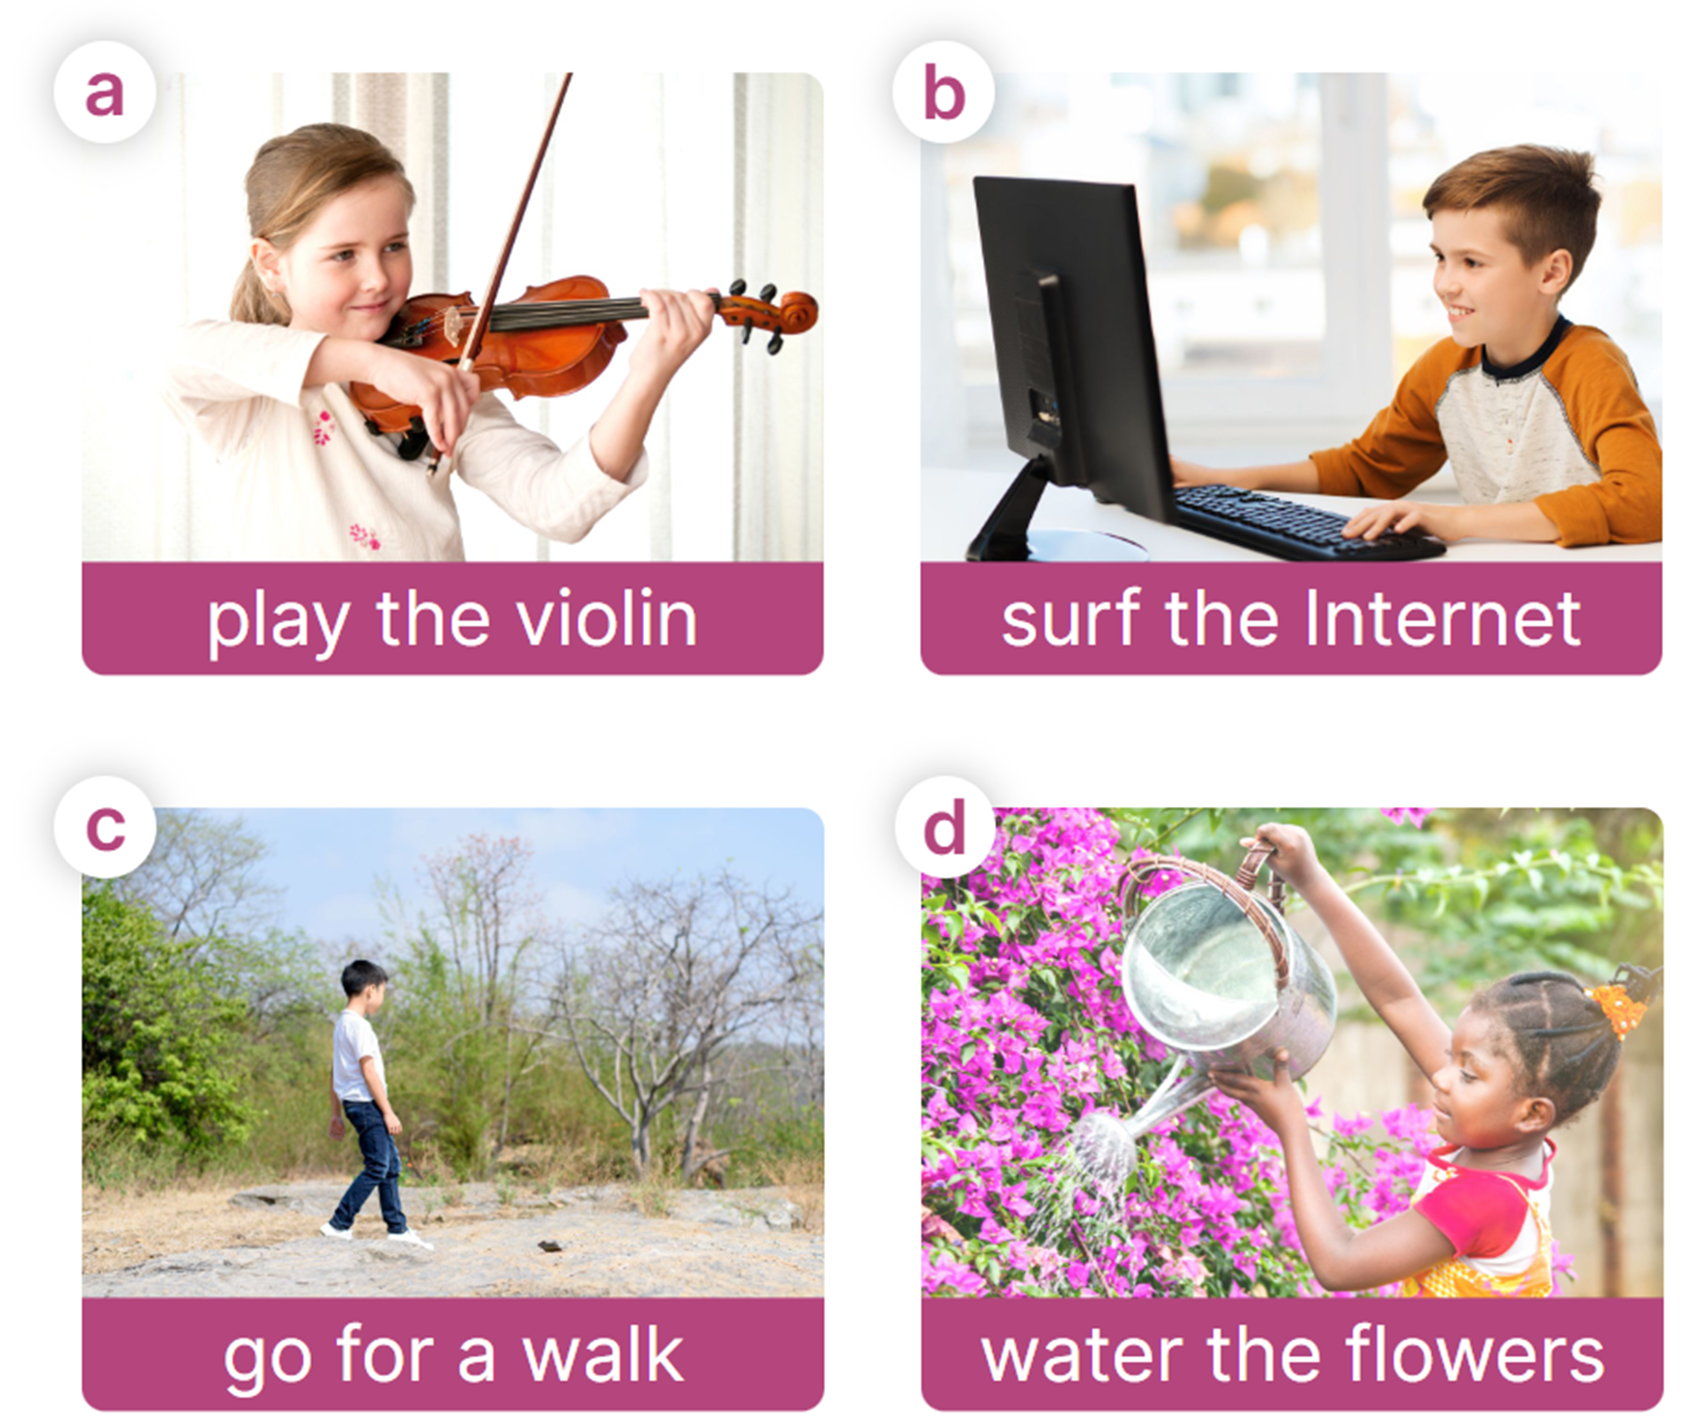 a
play the violin
b
surf the Internet
c
go for a walk
d
water the flowers